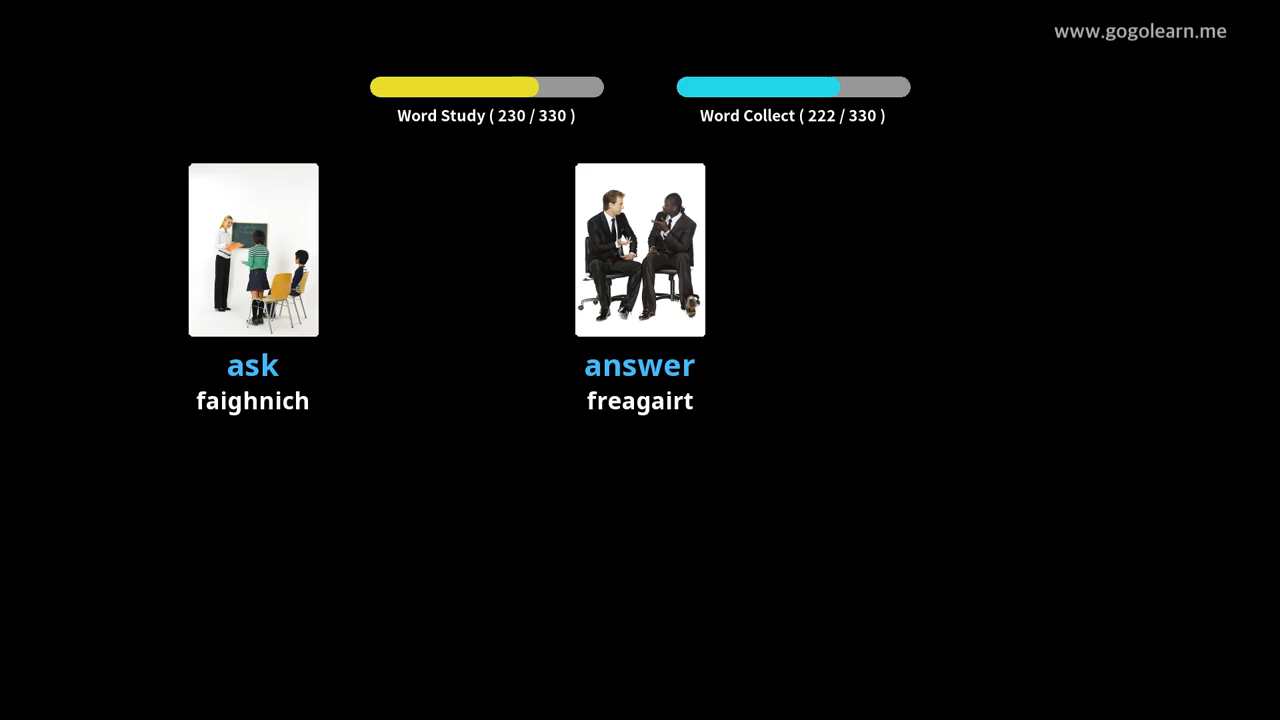 www.gogolearn.me
Word Study ( 230 / 330 )
Word Collect ( 222 / 330 )
ask
faighnich
answer
freagairt